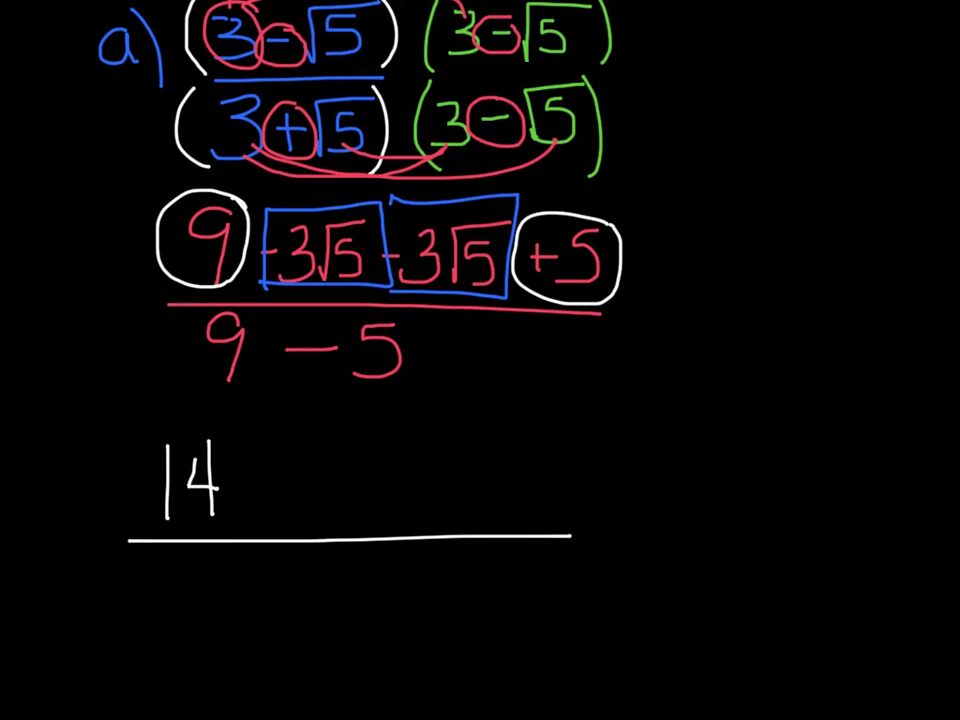 a) (3 - √5) (3 - √5)
(3 + √5) (3 - √5)
9 - 3√5 - 3√5 + 5
9 - 5
14